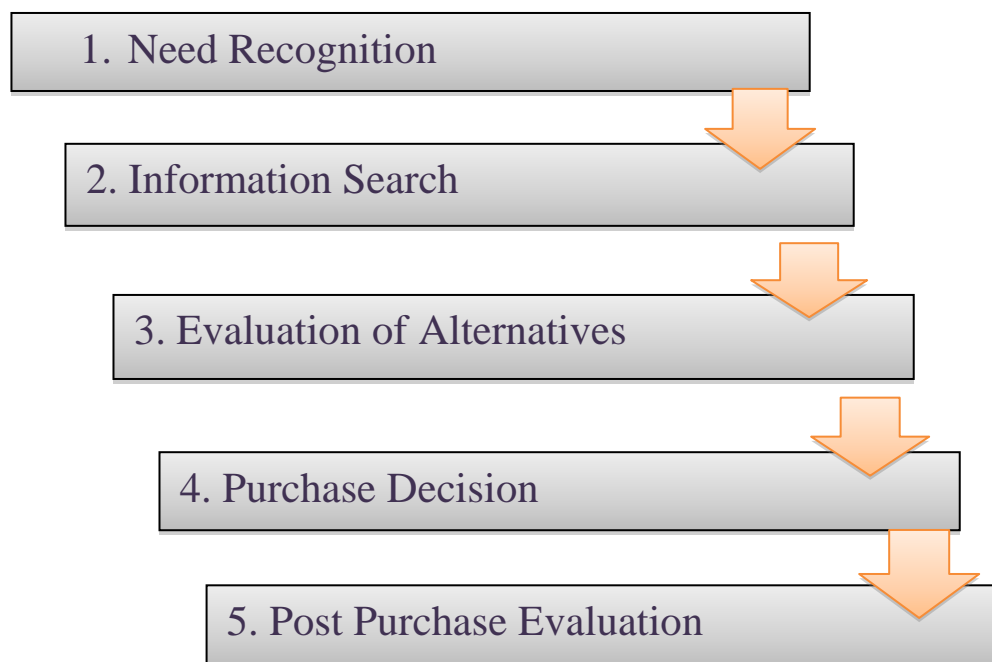 1. Need Recognition
2. Information Search
3. Evaluation of Alternatives
4. Purchase Decision
5. Post Purchase Evaluation